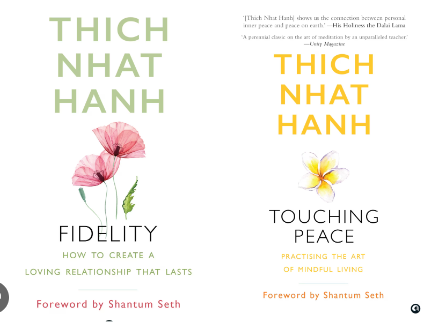 THICH
NHAT
HANH
FIDELITY
HOW TO CREATE A
LOVING RELATIONSHIP THAT LASTS
Foreword by Shantum Seth
'[Thich Nhat Hanh] shows us the connection between personal
inner peace and peace on earth.' – His Holiness the Dalai Lama
'A perennial classic on the art of meditation by an unparalleled teacher'
—Unity Magazine
THICH
NHAT
HANH
TOUCHING
PEACE
PRACTISING THE ART
OF MINDFUL LIVING
Foreword by Shantum Seth